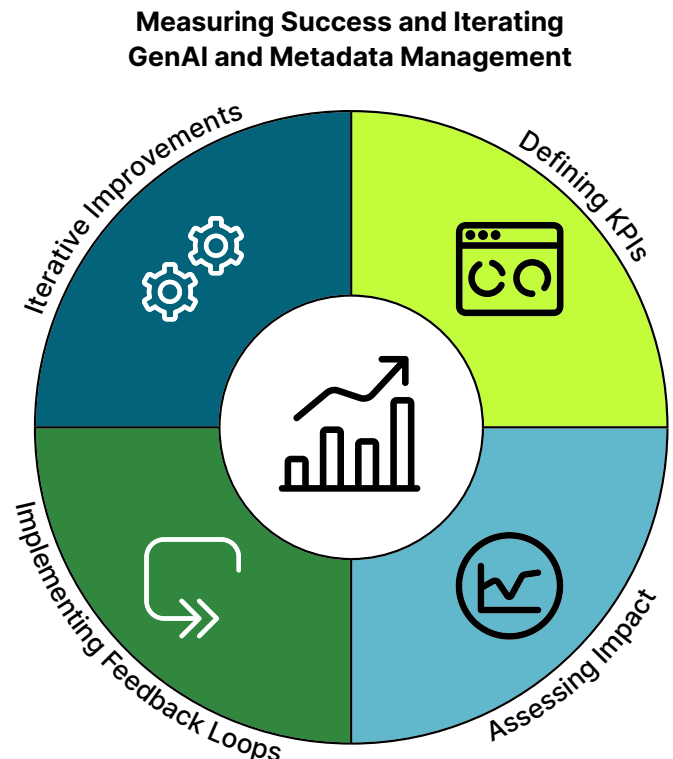 Measuring Success and Iterating
GenAI and Metadata Management
Iterative Improvements
Defining KPIs
Implementing Feedback Loops
Assessing Impact